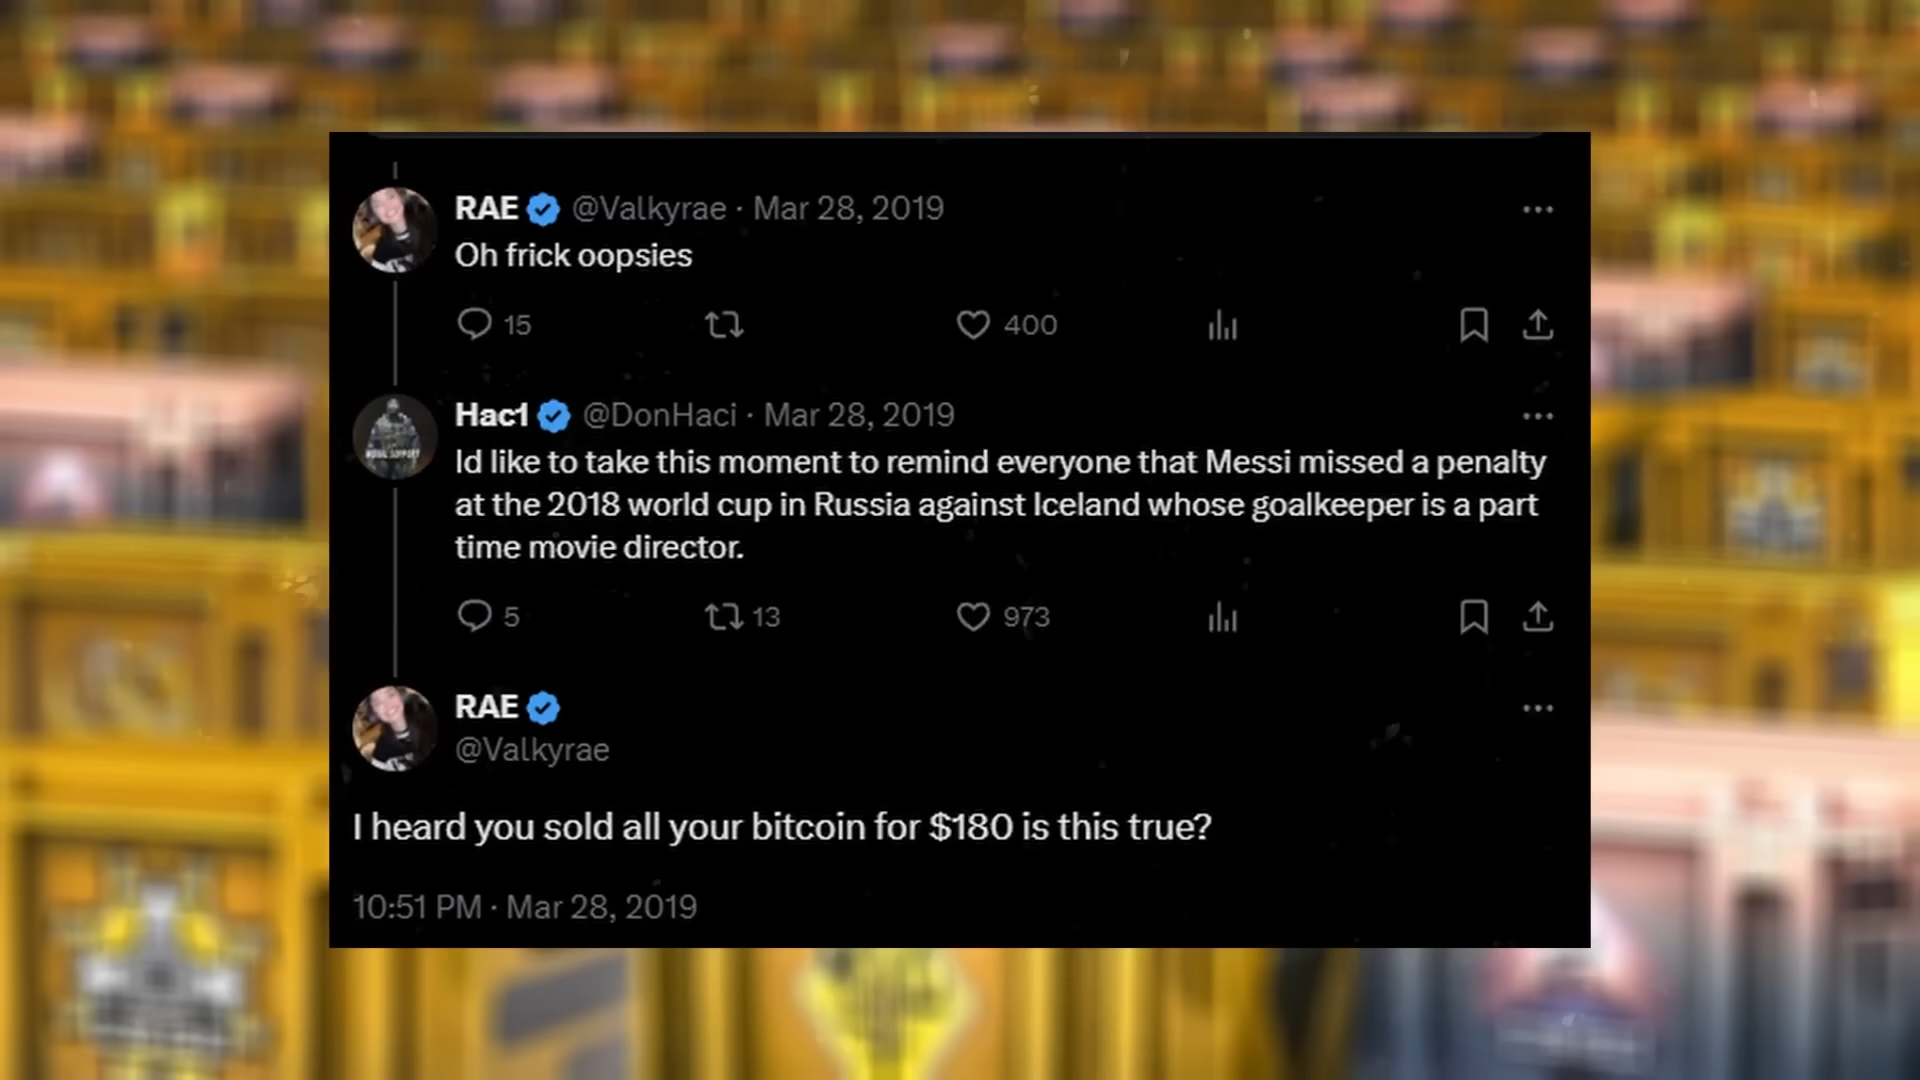 RAE @Valkyrae · Mar 28, 2019
Oh frick oopsies
15 400
Hac1 @DonHaci · Mar 28, 2019
Id like to take this moment to remind everyone that Messi missed a penalty
at the 2018 world cup in Russia against Iceland whose goalkeeper is a part
time movie director.
5 13 973
RAE
@Valkyrae
I heard you sold all your bitcoin for $180 is this true?
10:51 PM · Mar 28, 2019